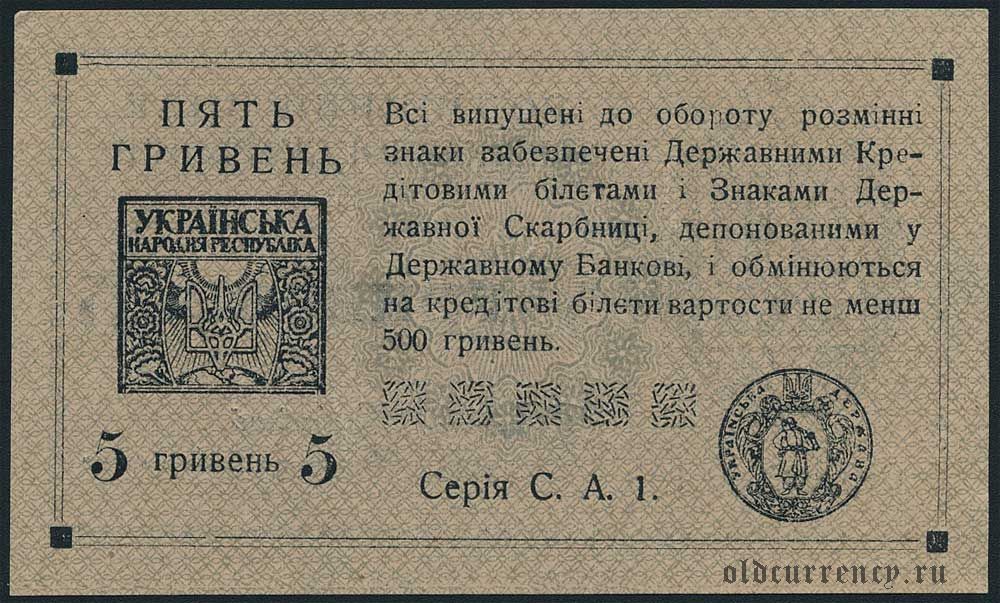 ПЯТЬ
ГРИВЕНЬ
УКРАЇНСЬКА
НАРОДНЯ РЕСПУБЛІКА
5 гривень 5
Всі випущені до обороту розмінні
знаки забезпечені Державними Кре-
дітовими білєтами і Знаками Дер-
жавної Скарбниці, депонованими у
Державному Банкові, і обмінюються
на кредітові білєти вартости не менш
500 гривень.
Серія С. А. 1.
УКРАЇНСЬКА ДЕРЖАВА
oldcurrency.ru